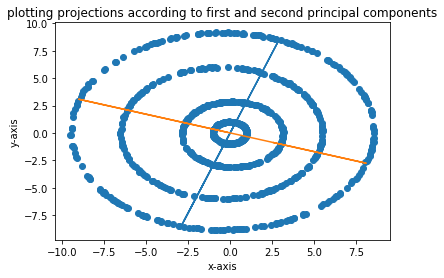 plotting projections according to first and second principal components
10.0
7.5
5.0
2.5
0.0
−2.5
−5.0
−7.5
y-axis
−10.0 −7.5 −5.0 −2.5 0.0 2.5 5.0 7.5
x-axis